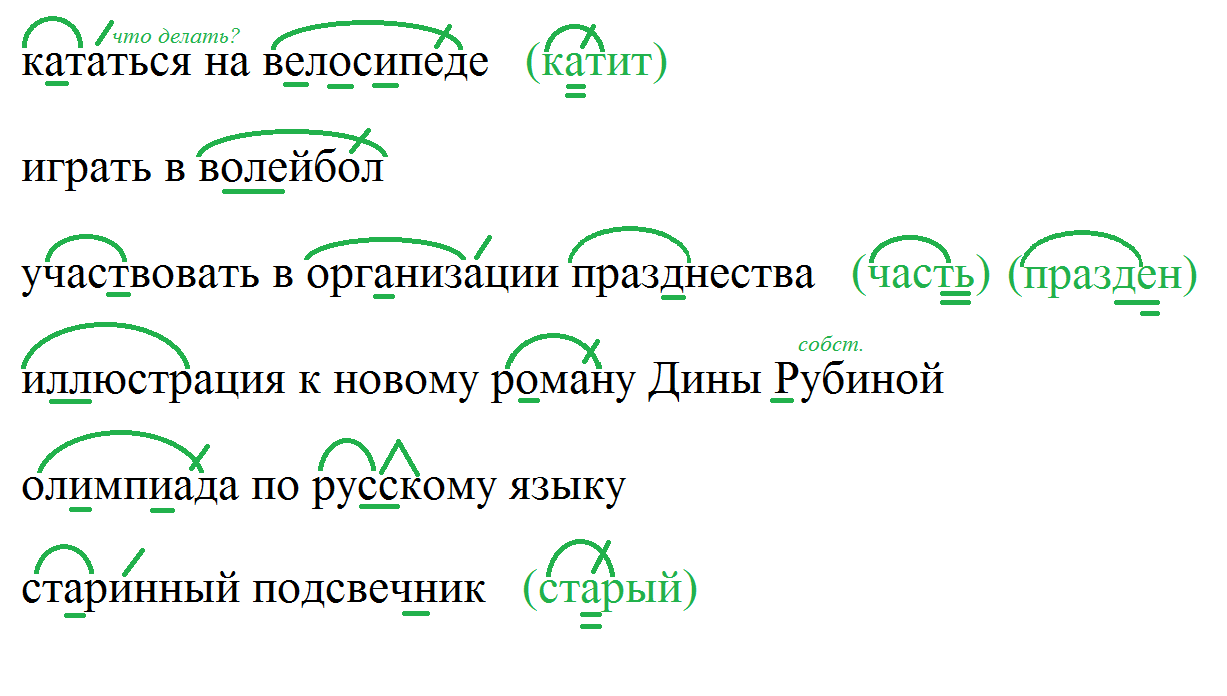 что делать?
кататься на велосипеде (катит)
играть в волейбол
участвовать в организации празднества (часть) (празден)
собст.
иллюстрация к новому роману Дины Рубиной
олимпиада по русскому языку
старинный подсвечник (старый)